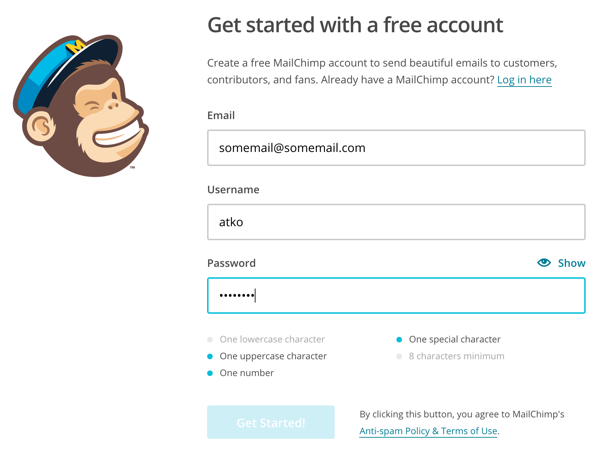 Get started with a free account
Create a free MailChimp account to send beautiful emails to customers,
contributors, and fans. Already have a MailChimp account? Log in here
M
™
Email
somemail@somemail.com
Username
atko
Password
Show
••••••••
One lowercase character
One special character
One uppercase character
8 characters minimum
One number
Get Started!
By clicking this button, you agree to MailChimp's
Anti-spam Policy & Terms of Use.